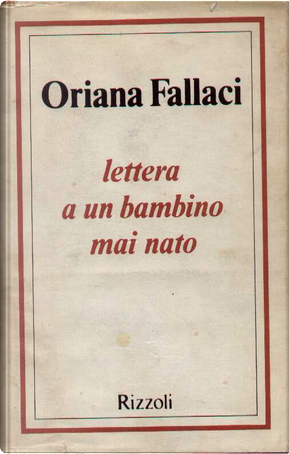 Oriana Fallaci
lettera
a un bambino
mai nato
Rizzoli